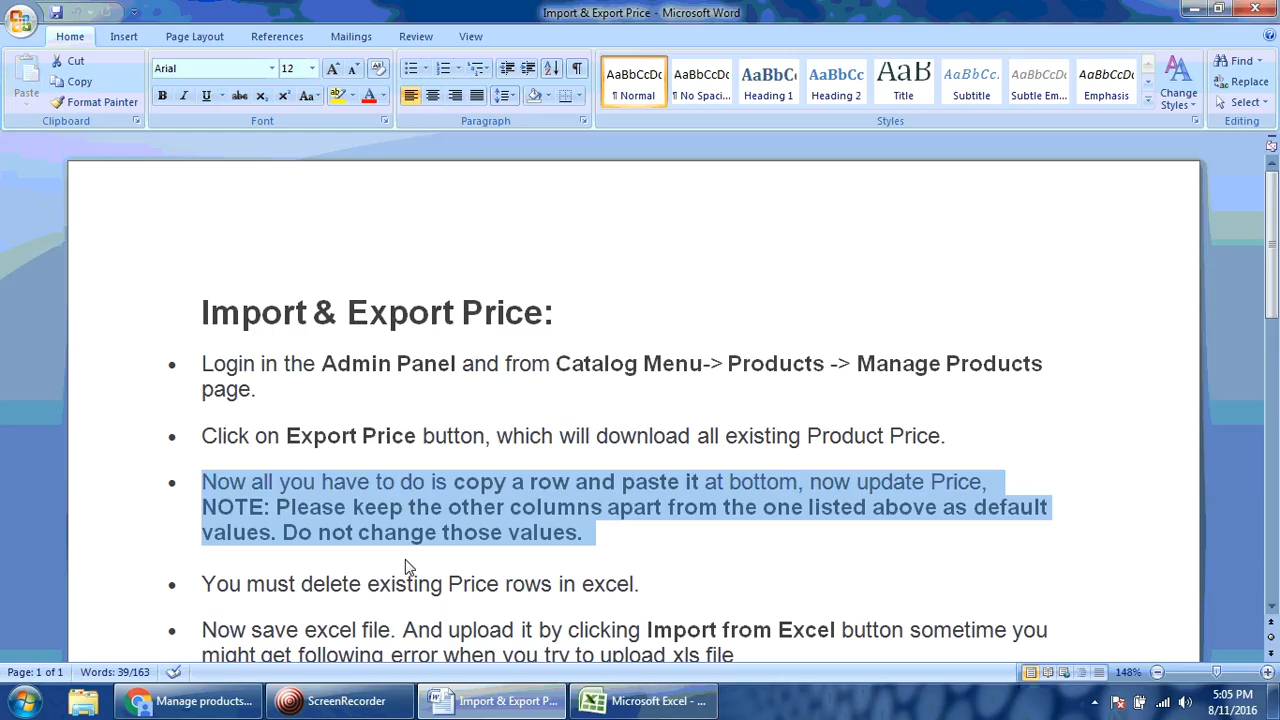 Import & Export Price - Microsoft Word
Home Insert Page Layout References Mailings Review View
Paste
Cut
Copy
Format Painter
Clipboard
Arial 12
Font
Paragraph
AaBbCcDc AaBbCcDc AaBbC AaBbCc AaB AaBbCc. AaBbCcDc AaBbCcDc
¶ Normal ¶ No Spaci... Heading 1 Heading 2 Title Subtitle Subtle Em... Emphasis
Styles
Change
Styles
Find
Replace
Select
Editing
Import & Export Price:
• Login in the Admin Panel and from Catalog Menu-> Products -> Manage Products
page.
• Click on Export Price button, which will download all existing Product Price.
• Now all you have to do is copy a row and paste it at bottom, now update Price,
NOTE: Please keep the other columns apart from the one listed above as default
values. Do not change those values.
• You must delete existing Price rows in excel.
• Now save excel file. And upload it by clicking Import from Excel button sometime you
might get following error when you try to upload xls file
Page: 1 of 1 Words: 39/163 148%
Manage products... ScreenRecorder Import & Export P... Microsoft Excel - ...
5:05 PM
8/11/2016